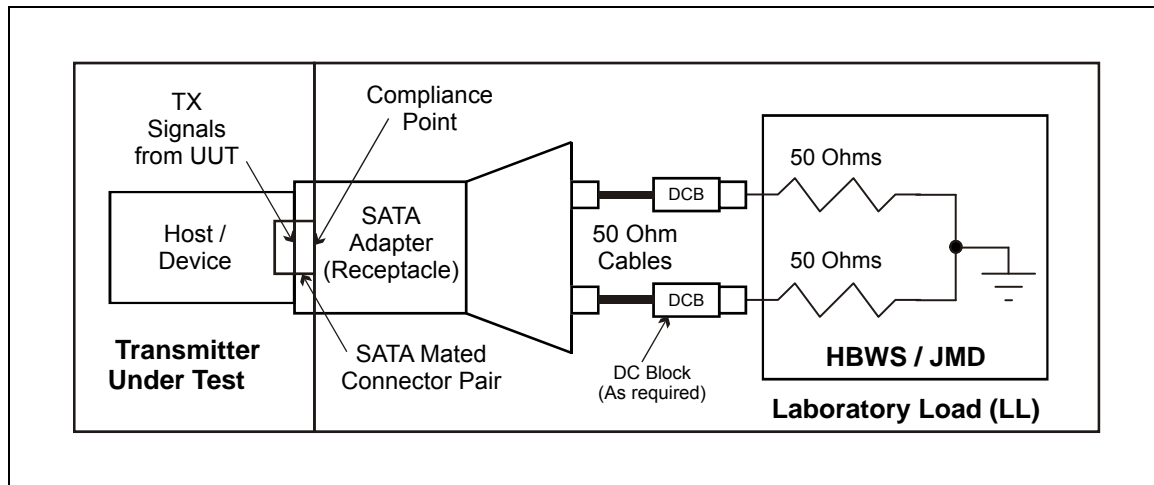 TX
Signals
from UUT
Compliance
Point
Host /
Device
SATA
Adapter
(Receptacle)
50 Ohm
Cables
DCB
DCB
50 Ohms
50 Ohms
HBWS / JMD
Transmitter
Under Test
SATA Mated
Connector Pair
DC Block
(As required)
Laboratory Load (LL)